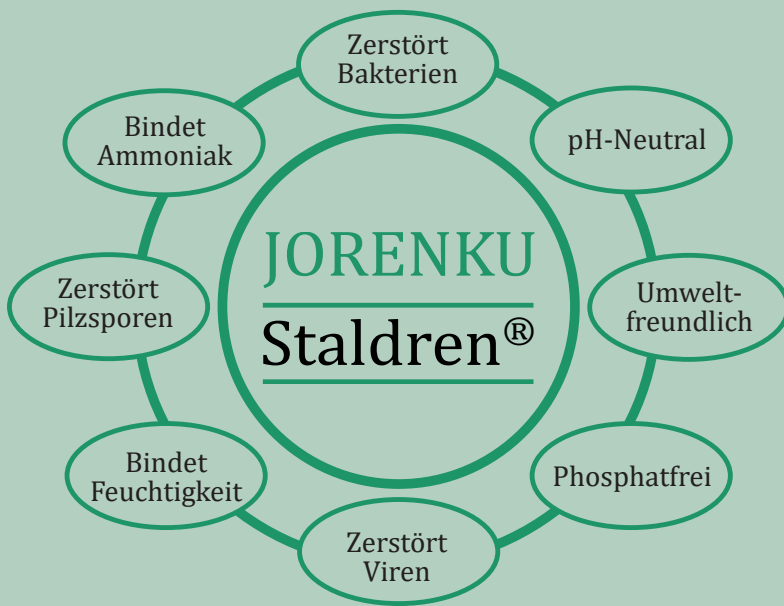 Zerstört
Bakterien
pH-Neutral
Umwelt-
freundlich
Phosphatfrei
Zerstört
Viren
Bindet
Feuchtigkeit
Zerstört
Pilzsporen
Bindet
Ammoniak
JORENKU
Staldren®